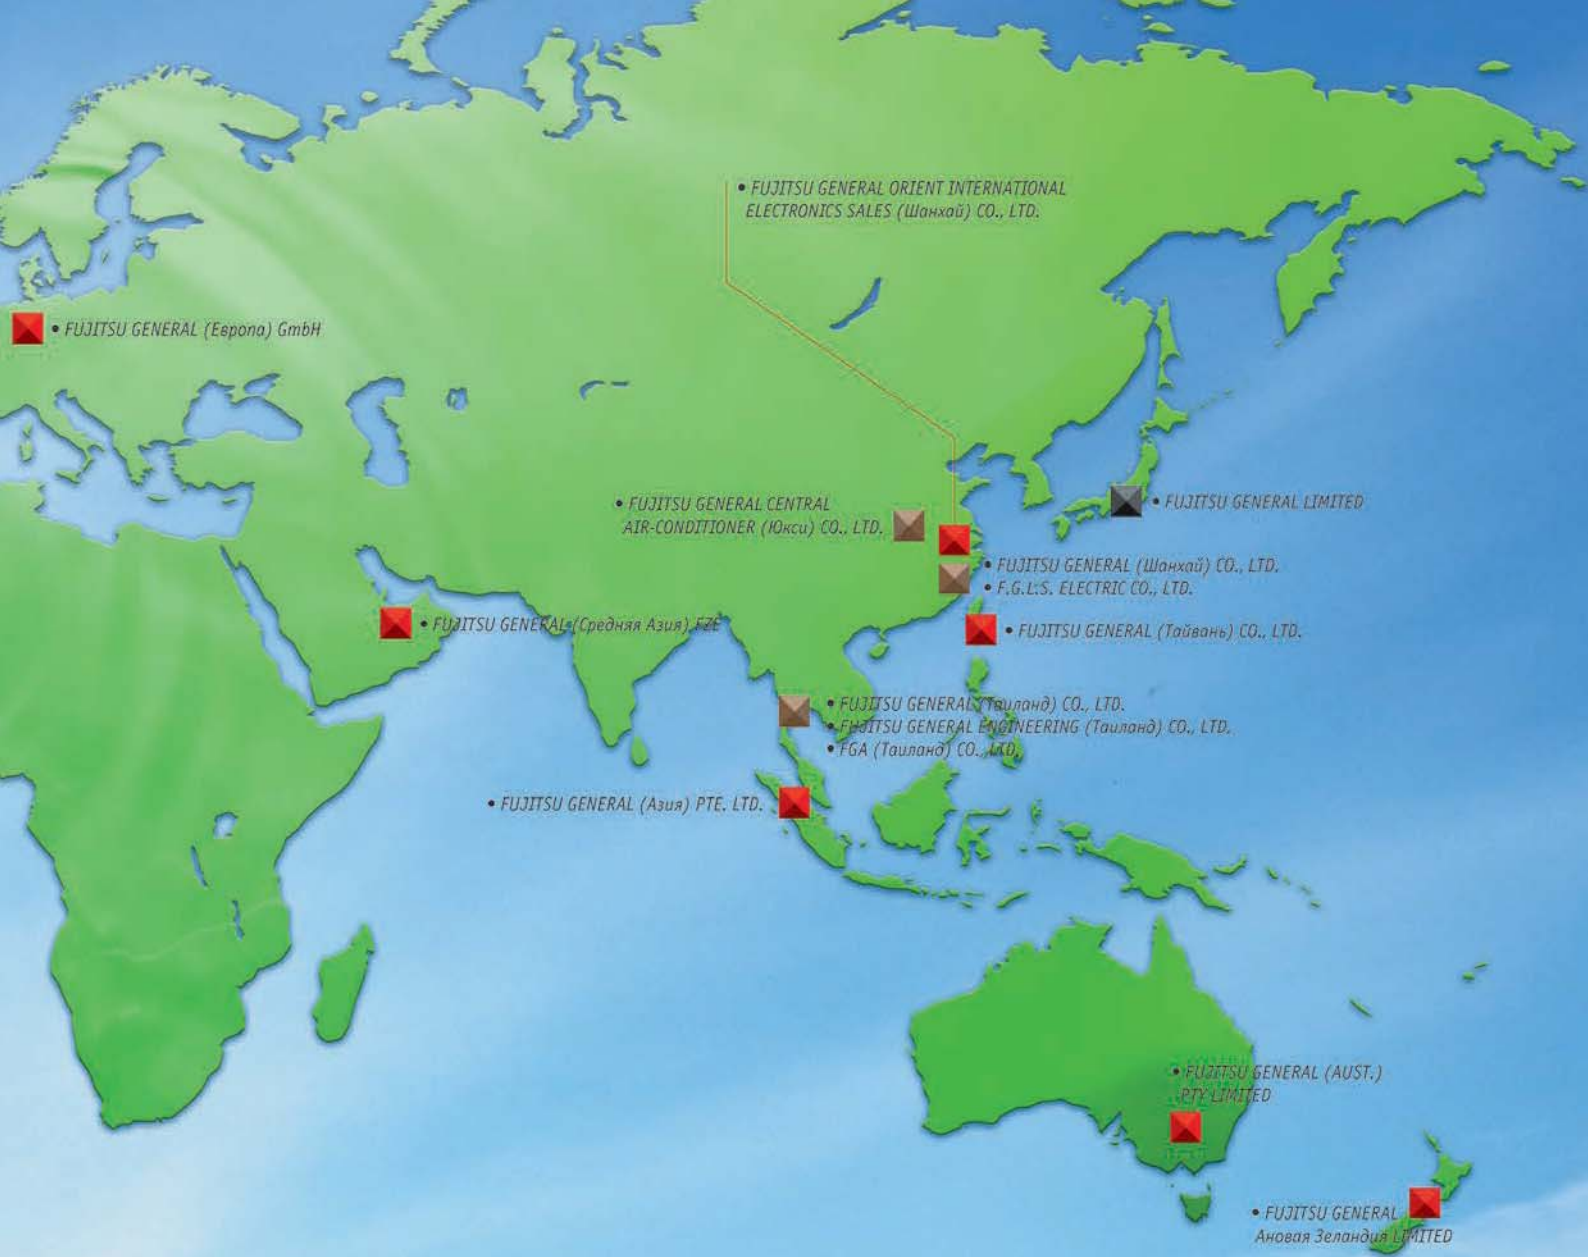 • FUJITSU GENERAL ORIENT INTERNATIONAL
ELECTRONICS SALES (Шанхай) CO., LTD.
• FUJITSU GENERAL (Европа) GmbH
• FUJITSU GENERAL CENTRAL
AIR-CONDITIONER (Юкси) CO., LTD.
• FUJITSU GENERAL LIMITED
• FUJITSU GENERAL (Шанхай) CO., LTD.
• F.G.L.S. ELECTRIC CO., LTD.
• FUJITSU GENERAL (Средняя Азия) FZE
• FUJITSU GENERAL (Тайвань) CO., LTD.
• FUJITSU GENERAL (Таиланд) CO., LTD.
• FUJITSU GENERAL ENGINEERING (Таиланд) CO., LTD.
• FGA (Таиланд) CO., LTD.
• FUJITSU GENERAL (Азия) PTE. LTD.
• FUJITSU GENERAL (AUST.)
PTY LIMITED
• FUJITSU GENERAL
Ановая Зеландия LIMITED